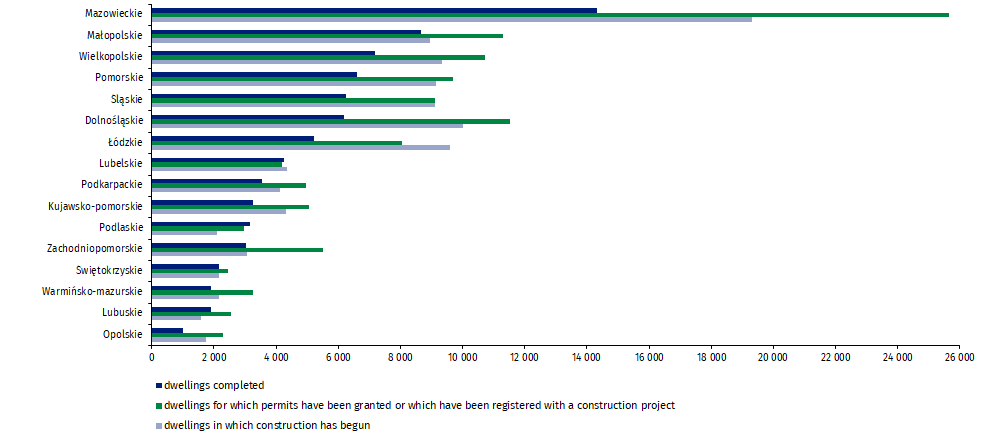 Mazowieckie
Małopolskie
Wielkopolskie
Pomorskie
Śląskie
Dolnośląskie
Łódzkie
Lubelskie
Podkarpackie
Kujawsko-pomorskie
Podlaskie
Zachodniopomorskie
Świętokrzyskie
Warmińsko-mazurskie
Lubuskie
Opolskie
0 2 000 4 000 6 000 8 000 10 000 12 000 14 000 16 000 18 000 20 000 22 000 24 000 26 000
dwellings completed
dwellings for which permits have been granted or which have been registered with a construction project
dwellings in which construction has begun